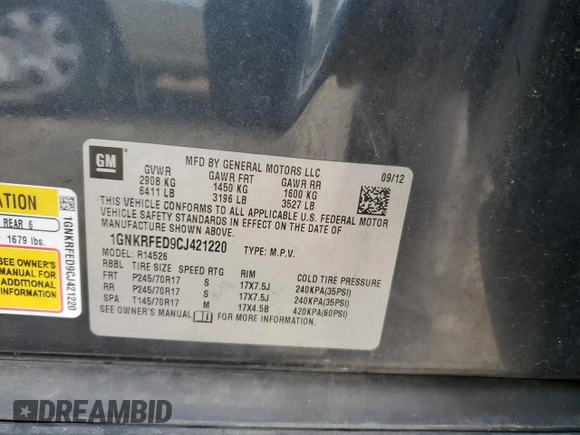 GM
MFD BY GENERAL MOTORS LLC
09/12
GVWR GAWR FRT GAWR RR
2908 KG 1450 KG 1600 KG
6411 LB 3196 LB 3527 LB
THIS VEHICLE CONFORMS TO ALL APPLICABLE U.S. FEDERAL MOTOR
VEHICLE SAFETY STANDARDS IN EFFECT ON THE DATE OF
MANUFACTURE SHOWN ABOVE.
1GNKRFED9CJ421220 TYPE: M.P.V.
MODEL: R14526
RBBL TIRE SIZE SPEED RTG RIM COLD TIRE PRESSURE
FRT P245/70R17 S 17X7.5J 240KPA(35PSI)
RR P245/70R17 S 17X7.5J 240KPA(35PSI)
SPA T145/70R17 M 17X4.5B 420KPA(60PSI)
SEE OWNER'S MANUAL FOR MORE INFORMATION.
ATION
REAR 6
1679 lbs.
SEE OWNER'S
MANUAL FOR
ADDITIONAL
INFORMATION
1GNKRFED9CJ421220
DREAMBID